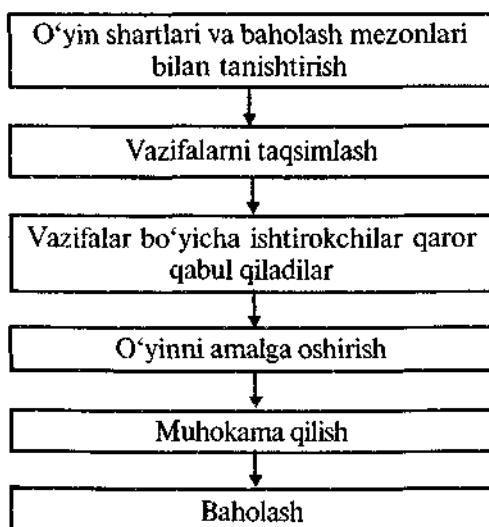 O‘yin shartlari va baholash mezonlari
bilan tanishtirish
Vazifalarni taqsimlash
Vazifalar bo‘yicha ishtirokchilar qaror
qabul qiladilar
O‘yinni amalga oshirish
Muhokama qilish
Baholash